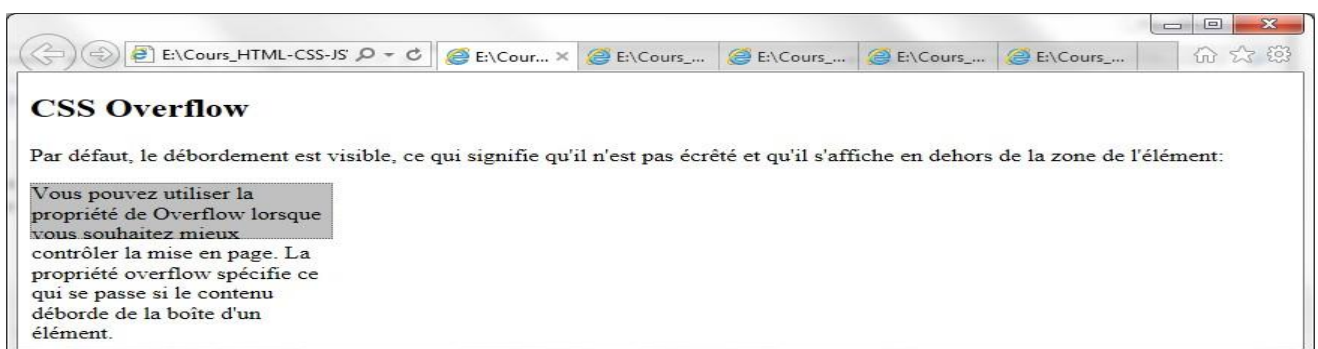 E:\Cours_HTML-CSS-JS
E:\Cour...
E:\Cours_...
E:\Cours_...
E:\Cours_...
E:\Cours_...
CSS Overflow
Par défaut, le débordement est visible, ce qui signifie qu'il n'est pas écrêté et qu'il s'affiche en dehors de la zone de l'élément:
Vous pouvez utiliser la
propriété de Overflow lorsque
vous souhaitez mieux
contrôler la mise en page. La
propriété overflow spécifie ce
qui se passe si le contenu
déborde de la boîte d'un
élément.